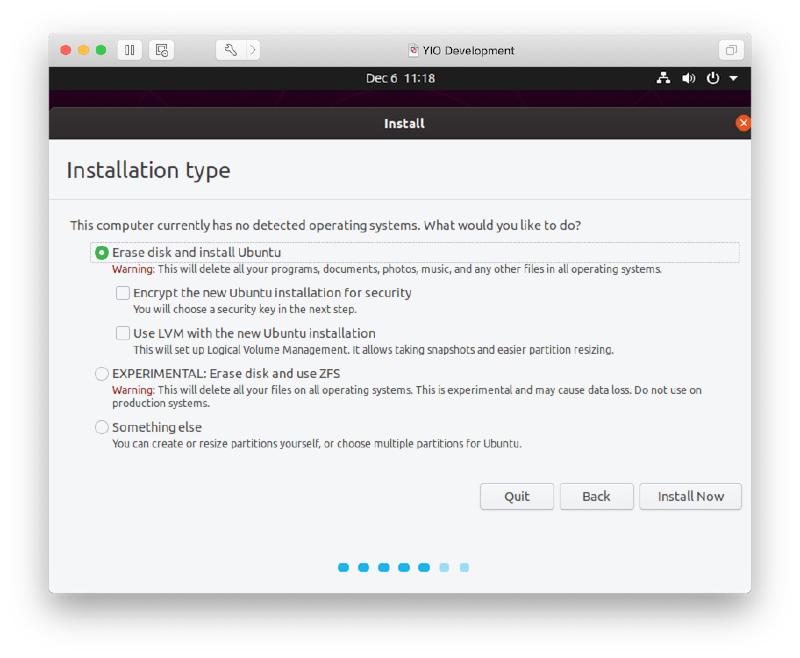 YIO Development
Dec 6 11:18
Install
Installation type
This computer currently has no detected operating systems. What would you like to do?
Erase disk and install Ubuntu
Warning: This will delete all your programs, documents, photos, music, and any other files in all operating systems.
Encrypt the new Ubuntu installation for security
You will choose a security key in the next step.
Use LVM with the new Ubuntu installation
This will set up Logical Volume Management. It allows taking snapshots and easier partition resizing.
EXPERIMENTAL: Erase disk and use ZFS
Warning: This will delete all your files on all operating systems. This is experimental and may cause data loss. Do not use on
production systems.
Something else
You can create or resize partitions yourself, or choose multiple partitions for Ubuntu.
Quit Back Install Now